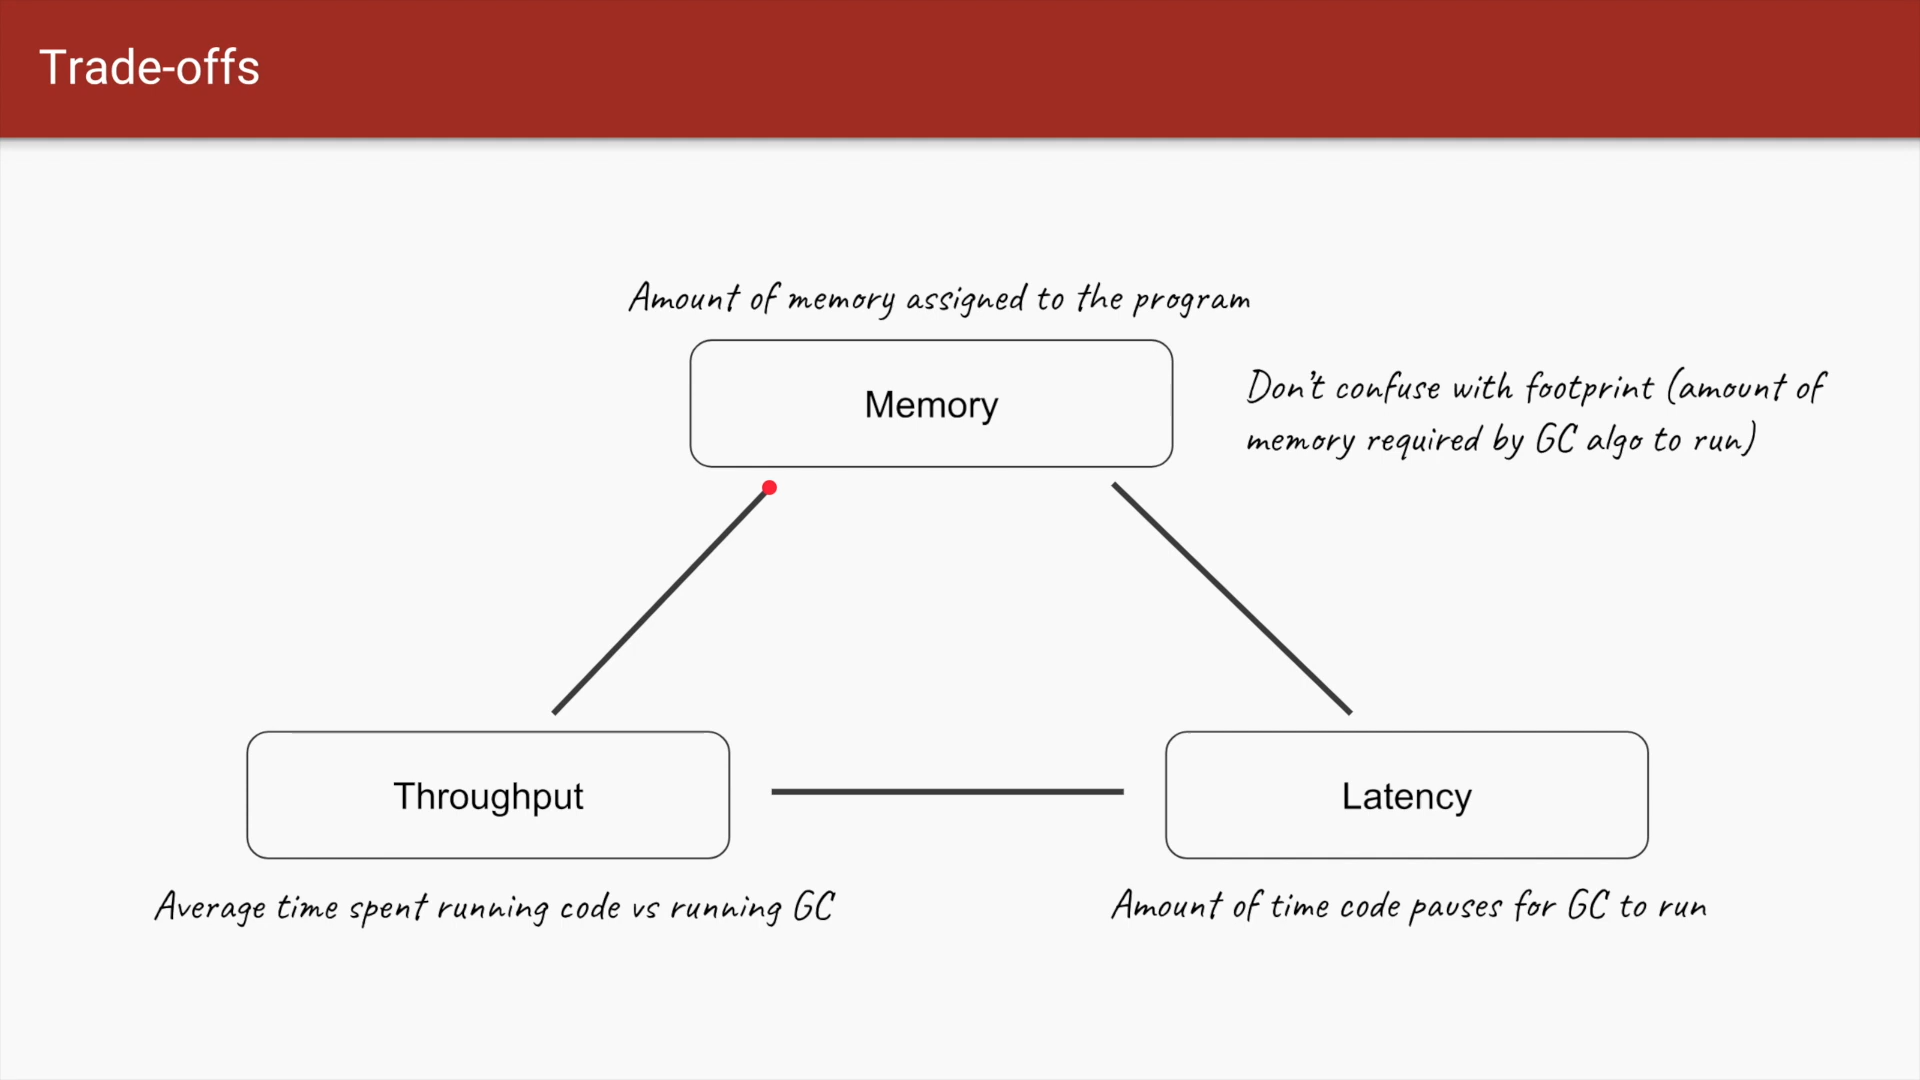 Trade-offs
Amount of memory assigned to the program
Memory
Don't confuse with footprint (amount of
memory required by GC algo to run)
Throughput
Latency
Average time spent running code vs running GC
Amount of time code pauses for GC to run